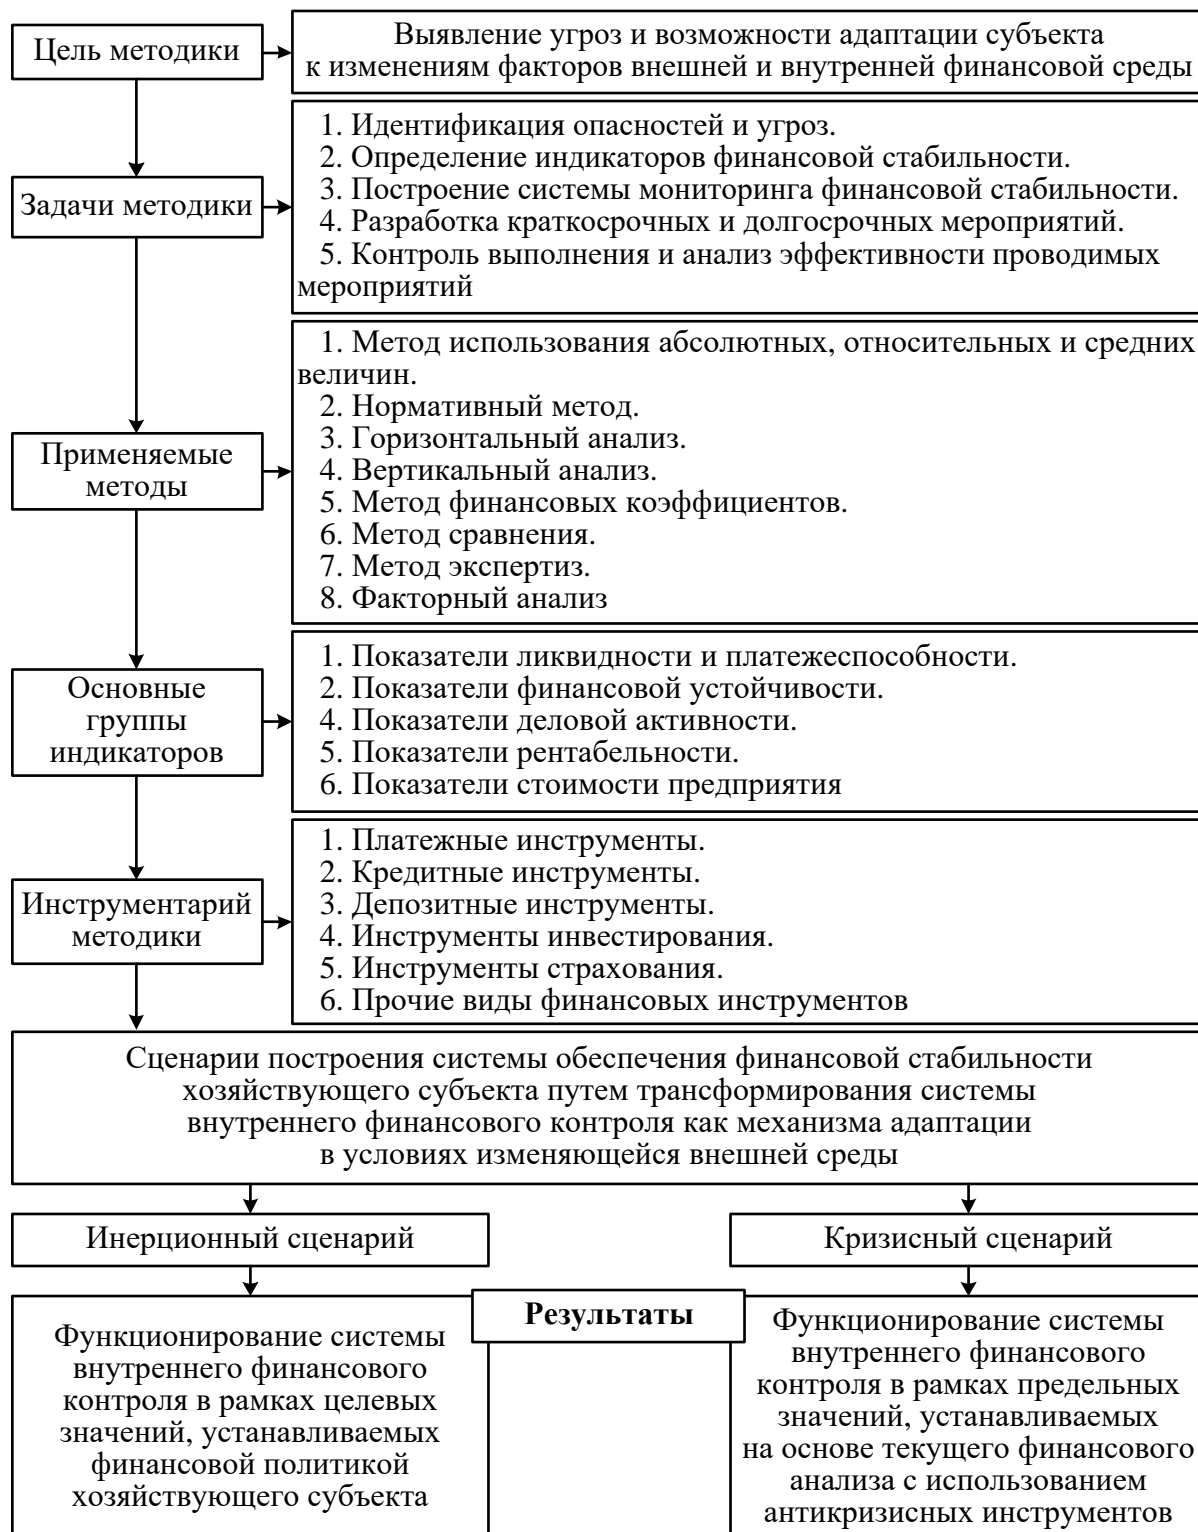 Цель методики
Выявление угроз и возможности адаптации субъекта
к изменениям факторов внешней и внутренней финансовой среды
Задачи методики
1. Идентификация опасностей и угроз.
2. Определение индикаторов финансовой стабильности.
3. Построение системы мониторинга финансовой стабильности.
4. Разработка краткосрочных и долгосрочных мероприятий.
5. Контроль выполнения и анализ эффективности проводимых
мероприятий
Применяемые
методы
1. Метод использования абсолютных, относительных и средних
величин.
2. Нормативный метод.
3. Горизонтальный анализ.
4. Вертикальный анализ.
5. Метод финансовых коэффициентов.
6. Метод сравнения.
7. Метод экспертиз.
8. Факторный анализ
Основные
группы
индикаторов
1. Показатели ликвидности и платежеспособности.
2. Показатели финансовой устойчивости.
4. Показатели деловой активности.
5. Показатели рентабельности.
6. Показатели стоимости предприятия
Инструментарий
методики
1. Платежные инструменты.
2. Кредитные инструменты.
3. Депозитные инструменты.
4. Инструменты инвестирования.
5. Инструменты страхования.
6. Прочие виды финансовых инструментов
Сценарии построения системы обеспечения финансовой стабильности
хозяйствующего субъекта путем трансформирования системы
внутреннего финансового контроля как механизма адаптации
в условиях изменяющейся внешней среды
Инерционный сценарий
Кризисный сценарий
Результаты
Функционирование системы
внутреннего финансового
контроля в рамках целевых
значений, устанавливаемых
финансовой политикой
хозяйствующего субъекта
Функционирование системы
внутреннего финансового
контроля в рамках предельных
значений, устанавливаемых
на основе текущего финансового
анализа с использованием
антикризисных инструментов